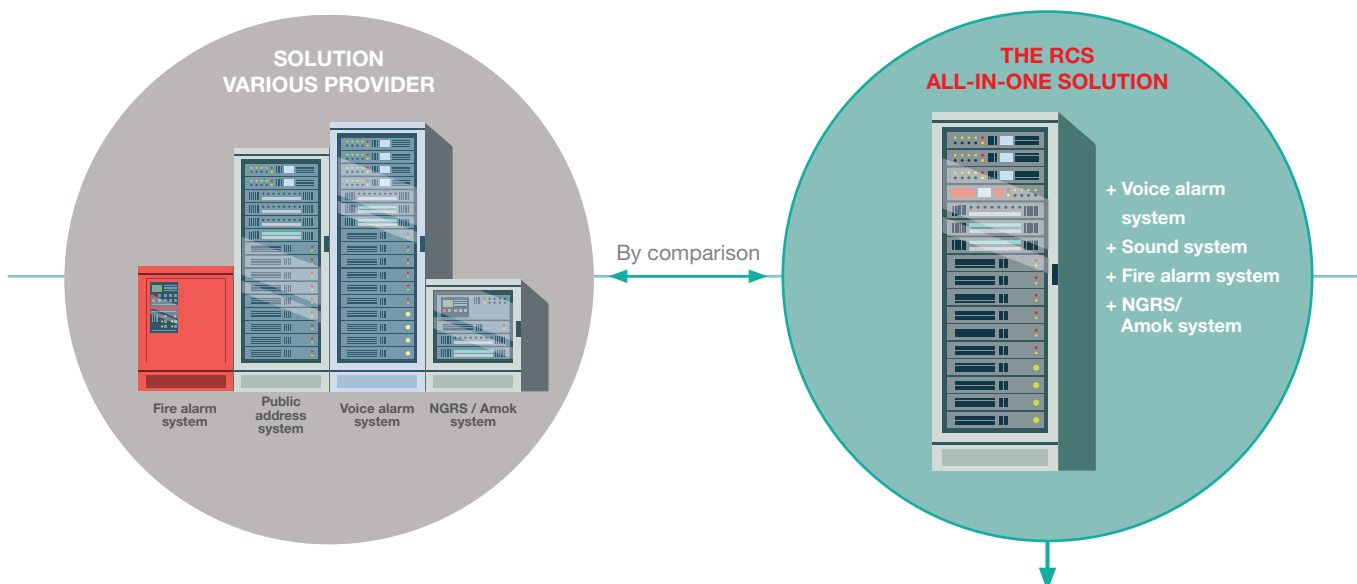 SOLUTION
VARIOUS PROVIDER
Fire alarm
system
Public
address
system
Voice alarm
system
NGRS / Amok
system
By comparison
THE RCS
ALL-IN-ONE SOLUTION
+ Voice alarm
system
+ Sound system
+ Fire alarm system
+ NGRS/
Amok system